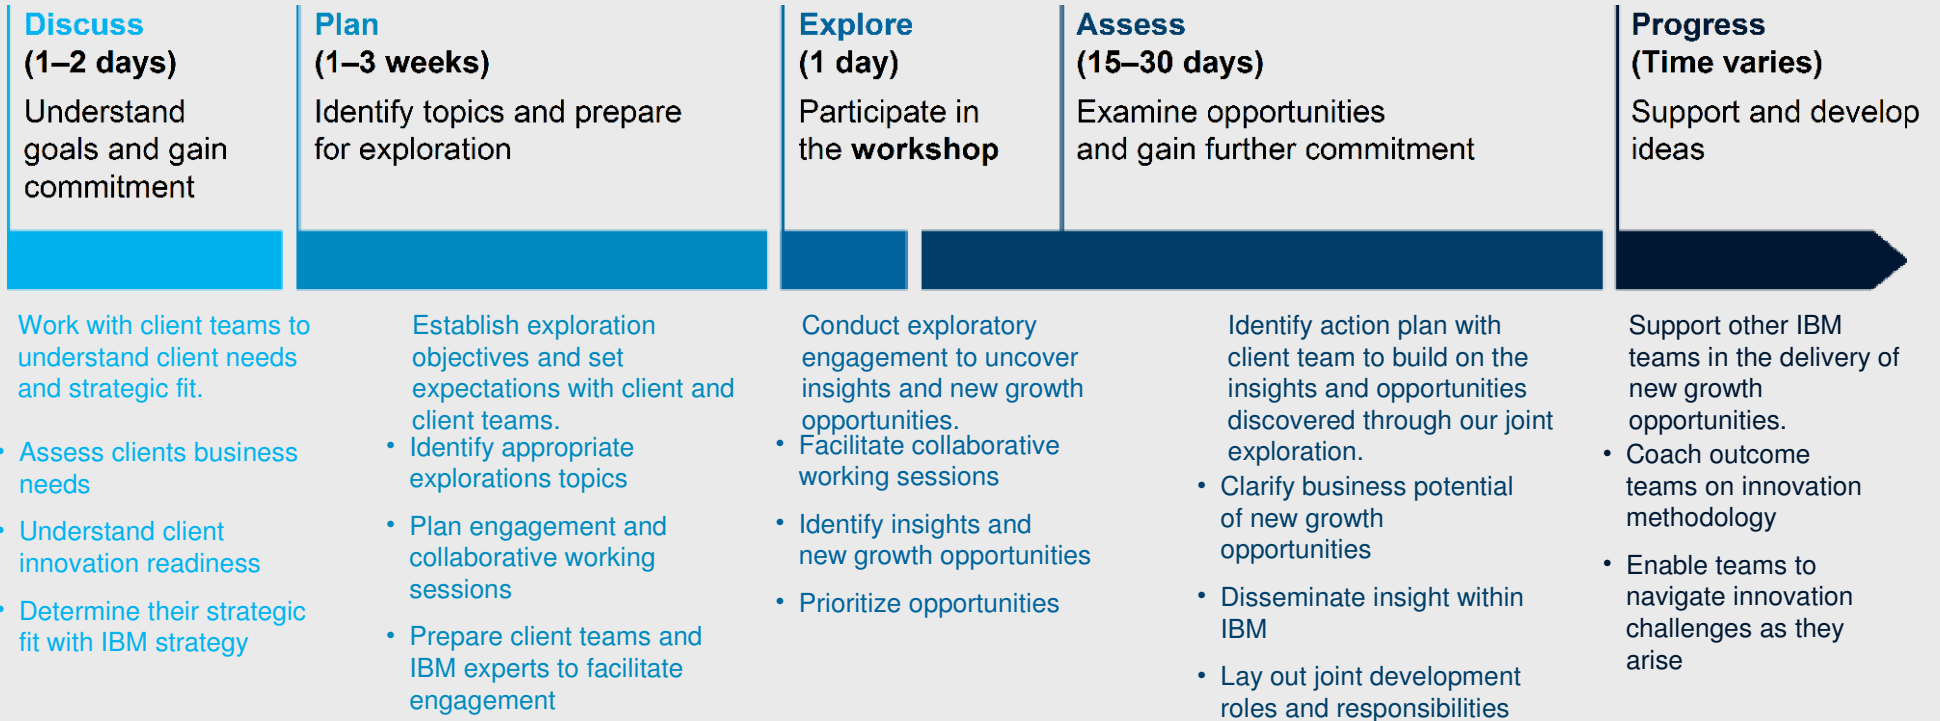 Discuss
(1–2 days)
Understand
goals and gain
commitment
Plan
(1–3 weeks)
Identify topics and prepare
for exploration
Explore
(1 day)
Participate in
the workshop
Assess
(15–30 days)
Examine opportunities
and gain further commitment
Progress
(Time varies)
Support and develop
ideas
Work with client teams to
understand client needs
and strategic fit.
• Assess clients business
needs
• Understand client
innovation readiness
• Determine their strategic
fit with IBM strategy
Establish exploration
objectives and set
expectations with client and
client teams.
• Identify appropriate
explorations topics
• Plan engagement and
collaborative working
sessions
• Prepare client teams and
IBM experts to facilitate
engagement
Conduct exploratory
engagement to uncover
insights and new growth
opportunities.
• Facilitate collaborative
working sessions
• Identify insights and
new growth opportunities
• Prioritize opportunities
Identify action plan with
client team to build on the
insights and opportunities
discovered through our joint
exploration.
• Clarify business potential
of new growth
opportunities
• Disseminate insight within
IBM
• Lay out joint development
roles and responsibilities
Support other IBM
teams in the delivery of
new growth
opportunities.
• Coach outcome
teams on innovation
methodology
• Enable teams to
navigate innovation
challenges as they
arise